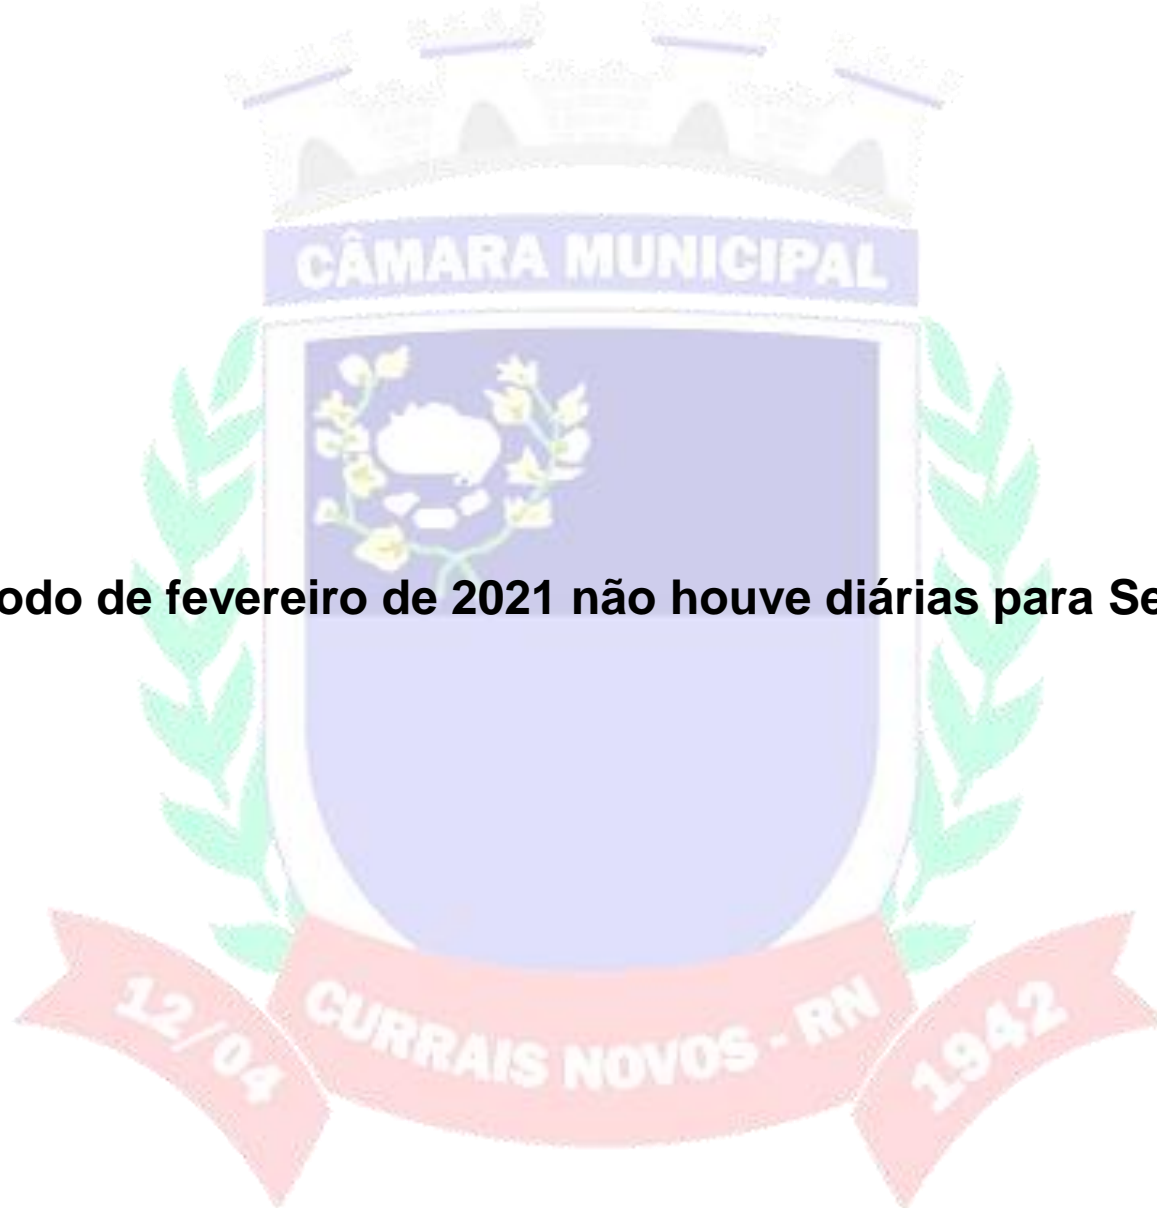 CÂMARA MUNICIPAL
odo de fevereiro de 2021 não houve diárias para Se
12/04
CURRAIS NOVOS - RN
1942